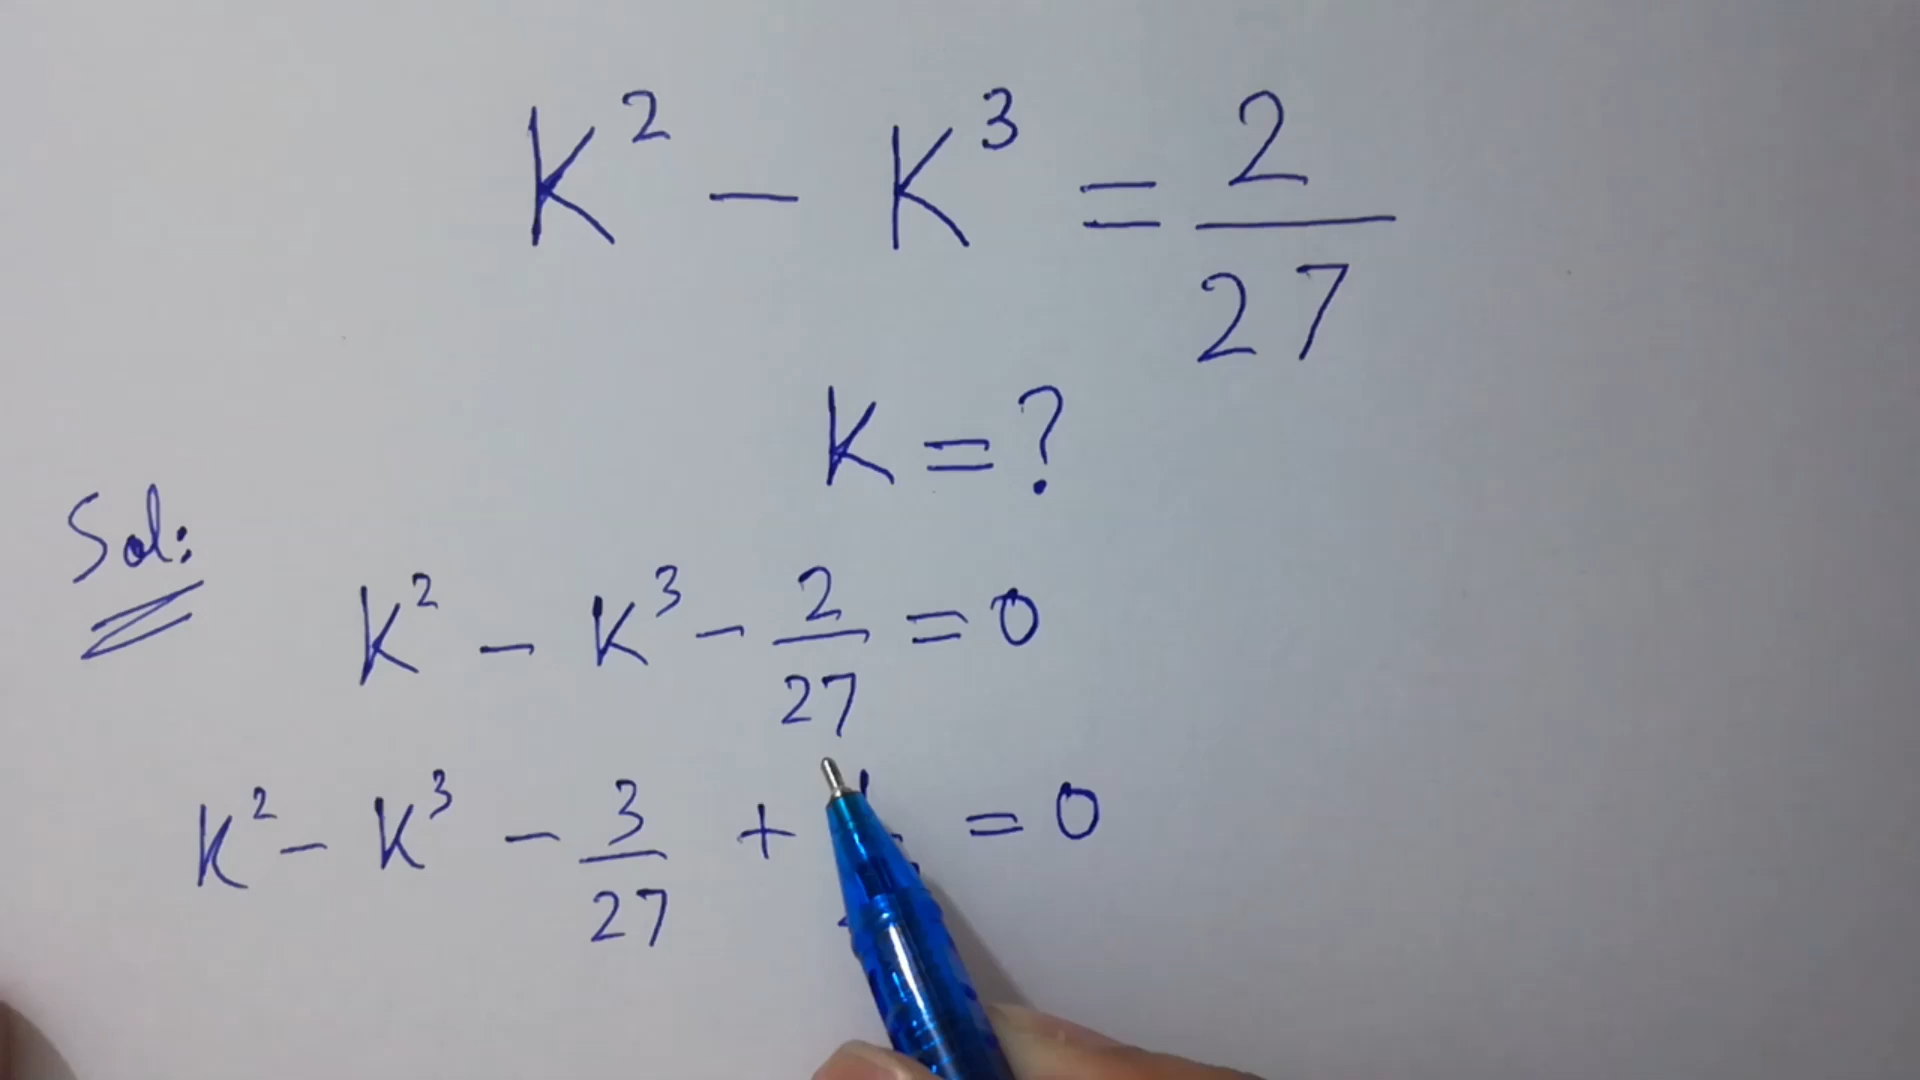 K² - K³ = 2/27
K = ?
Sol:
K² - K³ - 2/27 = 0
K² - K³ - 3/27 + = 0